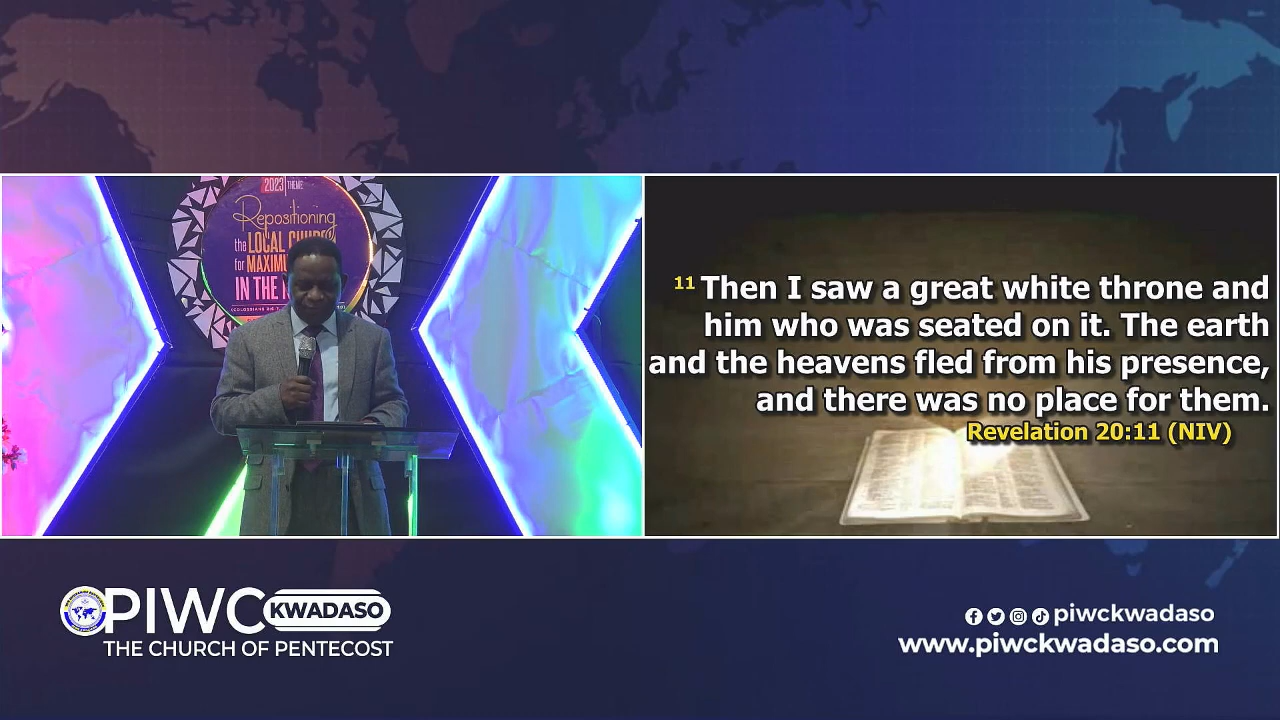 2023 THEME
Repositioning
the LOCAL CHURCH
for MAXIMU
IN THE
11 Then I saw a great white throne and
him who was seated on it. The earth
and the heavens fled from his presence,
and there was no place for them.
Revelation 20:11 (NIV)
PIWC KWADASO
THE CHURCH OF PENTECOST
piwckwadaso
www.piwckwadaso.com